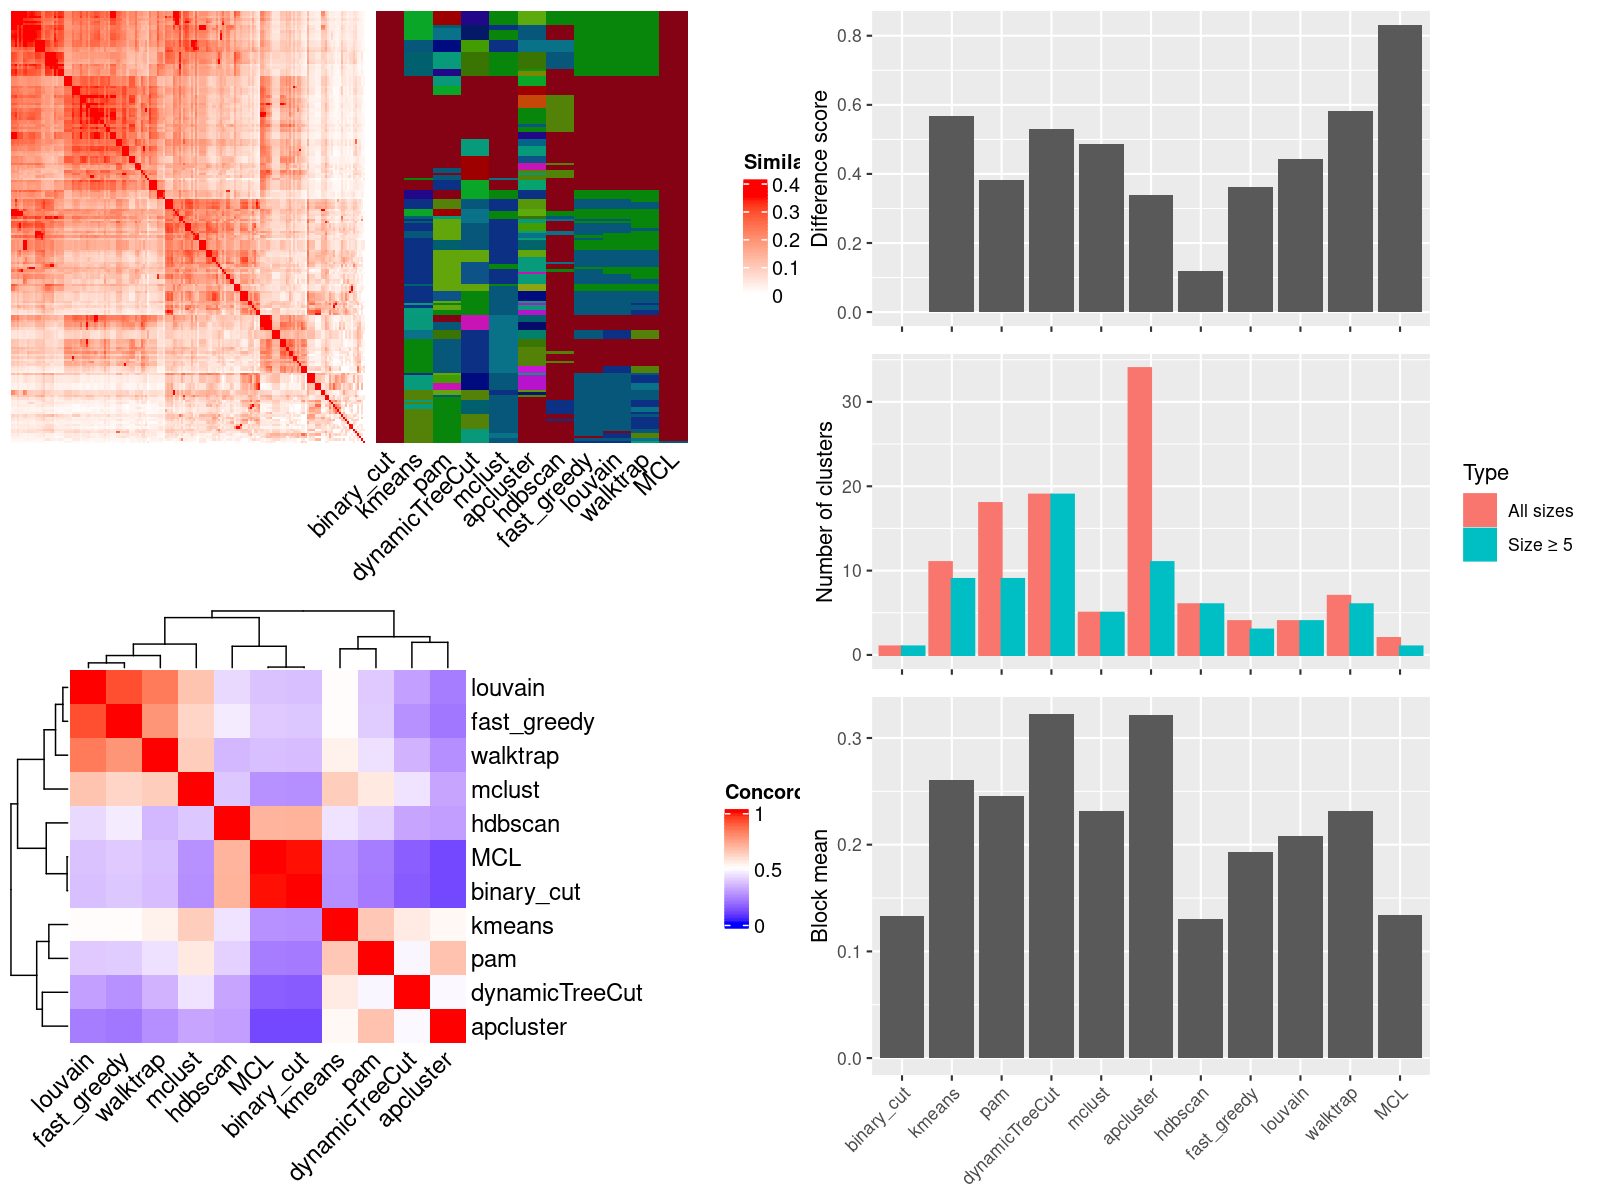 Simila
0.4
0.3
0.2
0.1
0
binary_cut
kmeans
pam
dynamicTreeCut
mclust
apcluster
hdbscan
fast_greedy
louvain
walktrap
MCL
louvain
fast_greedy
walktrap
mclust
hdbscan
MCL
binary_cut
kmeans
pam
dynamicTreeCut
apcluster
louvain
fast_greedy
walktrap
mclust
hdbscan
MCL
binary_cut
kmeans
pam
dynamicTreeCut
apcluster
Concord
1
0.5
0
Difference score
0.8
0.6
0.4
0.2
0.0
Number of clusters
30
20
10
0
Type
All sizes
Size ≥ 5
Block mean
0.3
0.2
0.1
0.0
binary_cut
kmeans
pam
dynamicTreeCut
mclust
apcluster
hdbscan
fast_greedy
louvain
walktrap
MCL